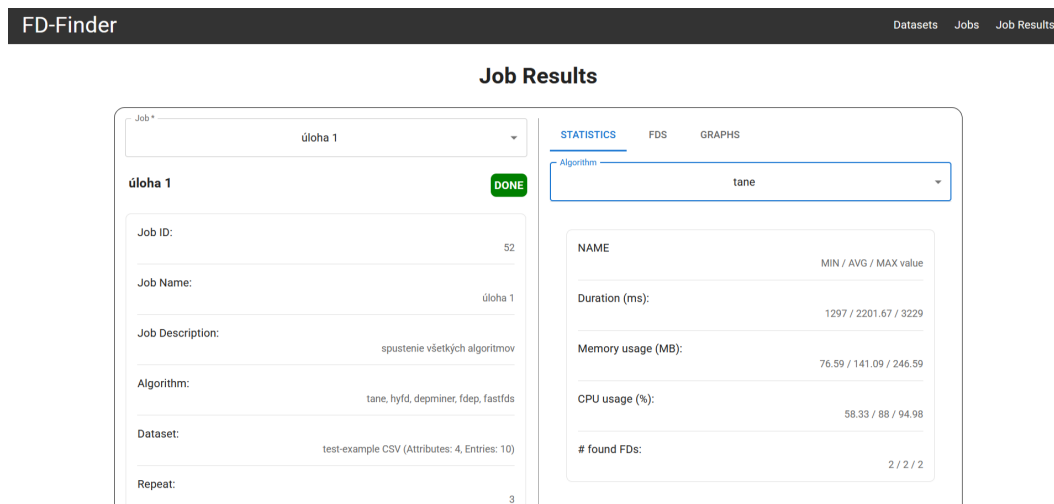 FD-Finder
Datasets Jobs Job Results
Job Results
Job *
úloha 1
úloha 1
DONE
Job ID:
52
Job Name:
úloha 1
Job Description:
spustenie všetkých algoritmov
Algorithm:
tane, hyfd, depminer, fdep, fastfds
Dataset:
test-example CSV (Attributes: 4, Entries: 10)
Repeat:
3
STATISTICS FDS GRAPHS
Algorithm
tane
NAME
MIN / AVG / MAX value
Duration (ms):
1297 / 2201.67 / 3229
Memory usage (MB):
76.59 / 141.09 / 246.59
CPU usage (%):
58.33 / 88 / 94.98
# found FDs:
2 / 2 / 2